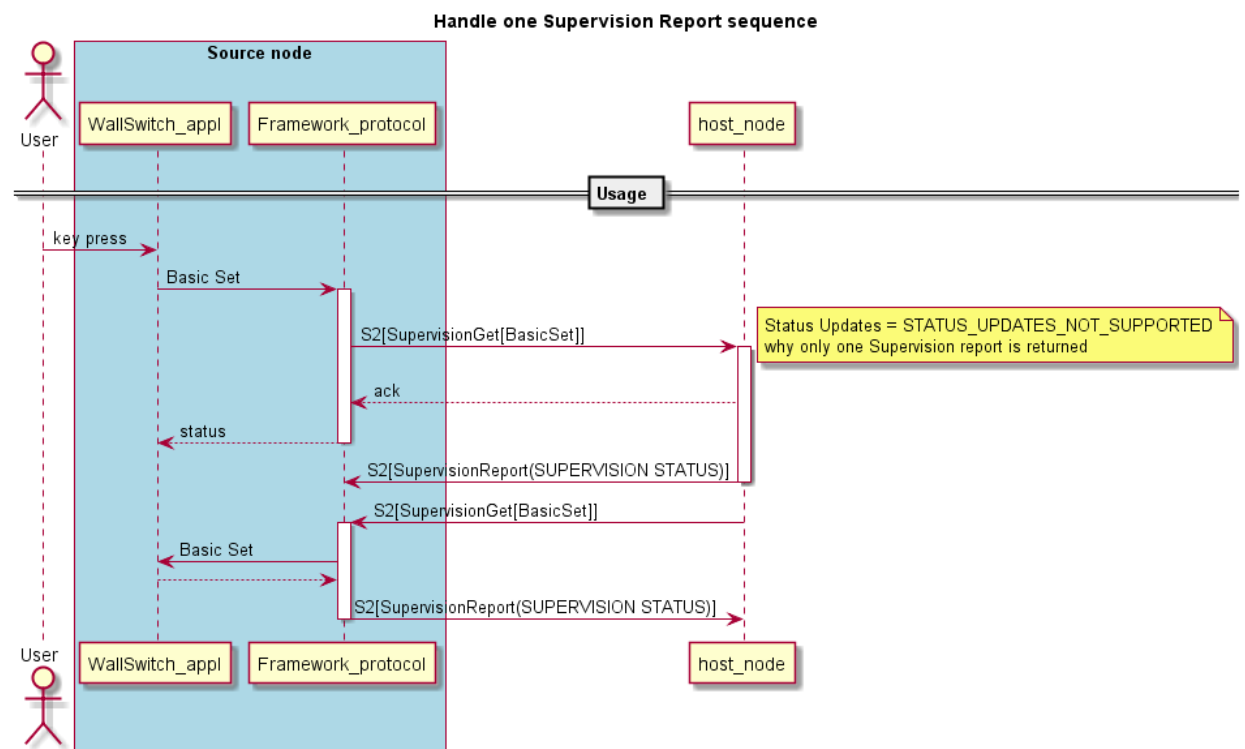 Handle one Supervision Report sequence
Source node
User
WallSwitch_appl
Framework_protocol
host_node
Usage
key press
Basic Set
Status Updates = STATUS_UPDATES_NOT_SUPPORTED
why only one Supervision report is returned
S2[SupervisionGet[BasicSet]]
ack
status
S2[SupervisionReport(SUPERVISION STATUS)]
S2[SupervisionGet[BasicSet]]
Basic Set
S2[SupervisionReport(SUPERVISION STATUS)]
User
WallSwitch_appl
Framework_protocol
host_node